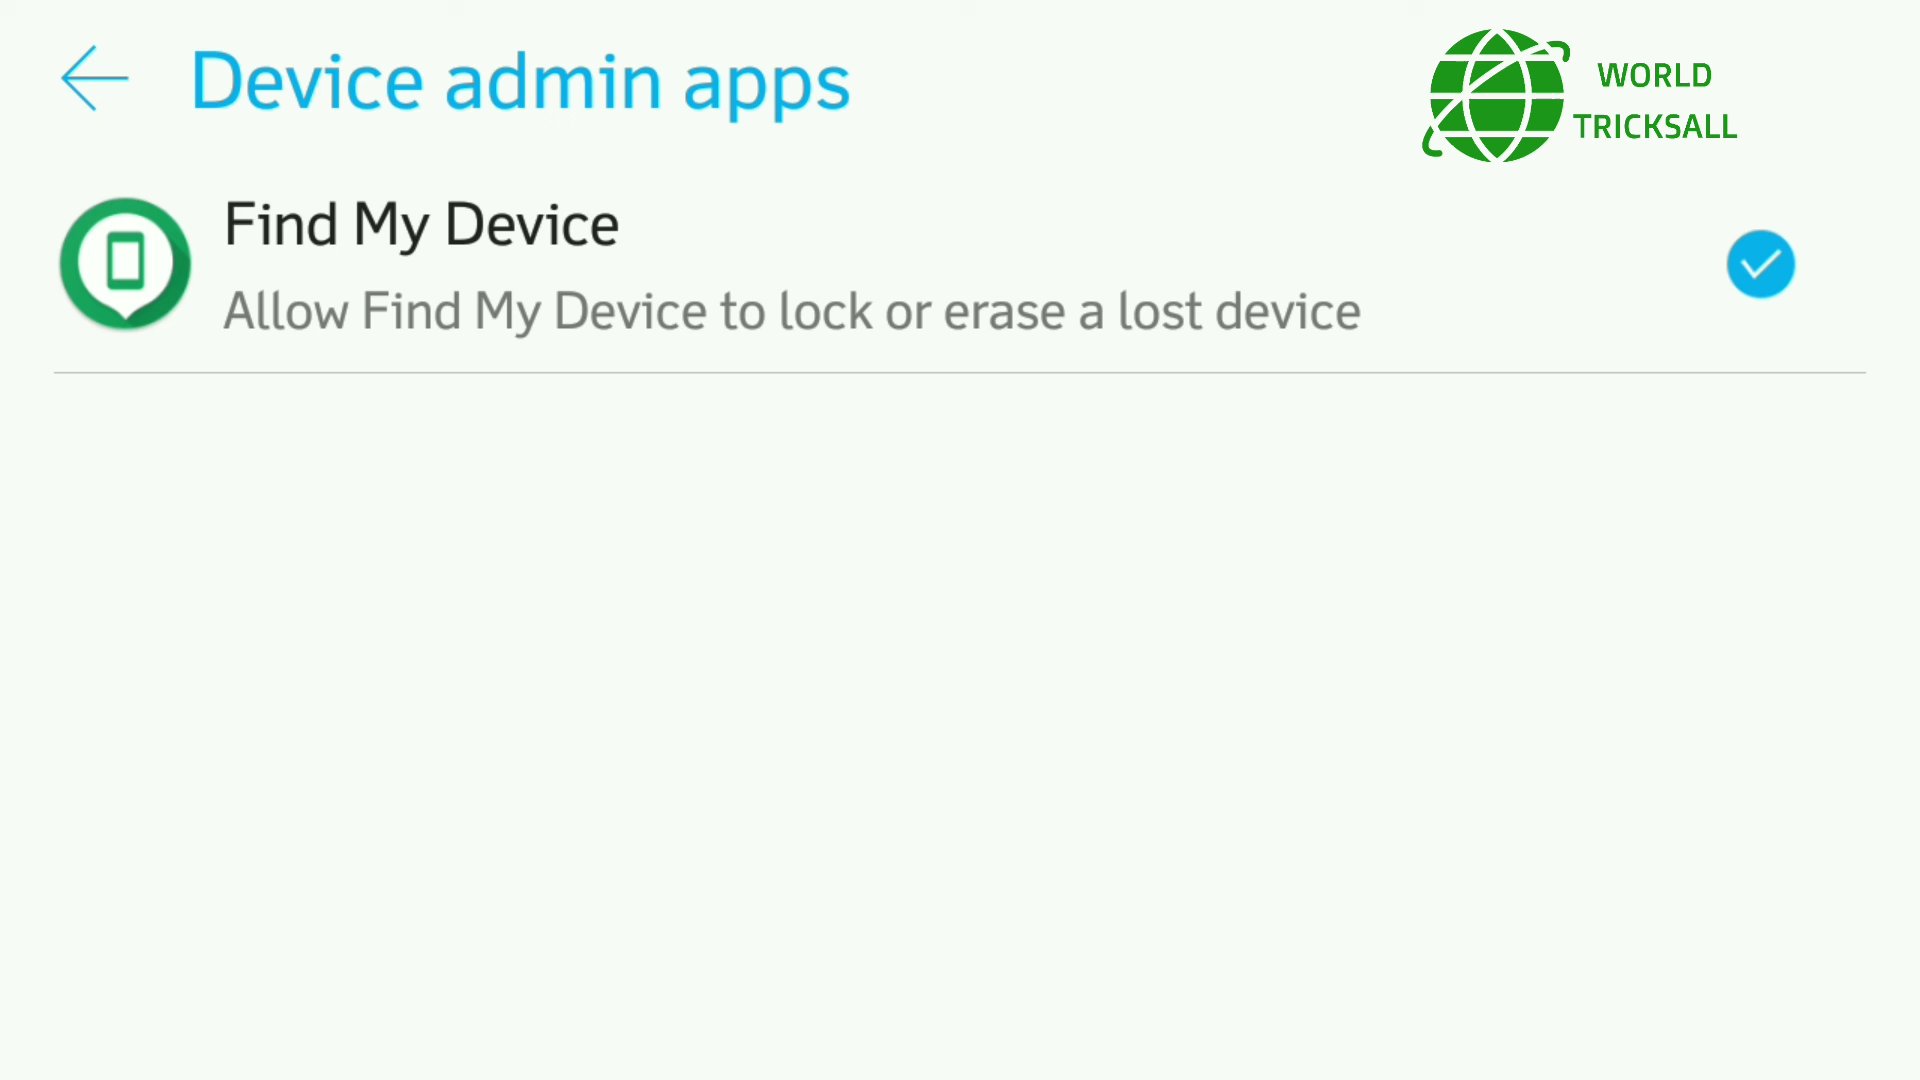 Device admin apps
WORLD
TRICKSALL
Find My Device
Allow Find My Device to lock or erase a lost device